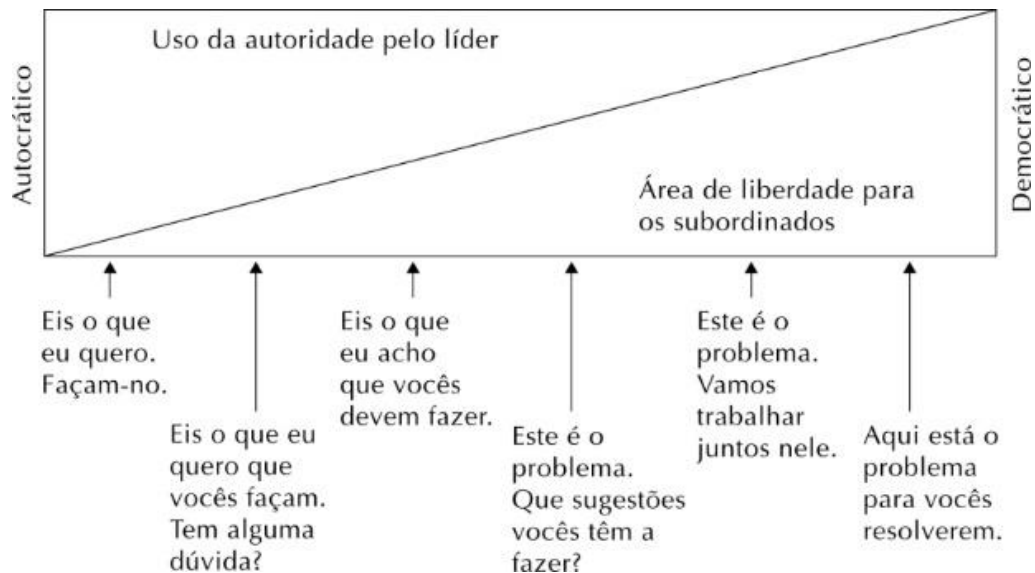 Uso da autoridade pelo líder
Autocrático
Democrático
Área de liberdade para
os subordinados
Eis o que
eu quero.
Façam-no.
Eis o que eu
quero que
vocês façam.
Tem alguma
dúvida?
Eis o que
eu acho
que vocês
devem fazer.
Este é o
problema.
Que sugestões
vocês têm a
fazer?
Este é o
problema.
Vamos
trabalhar
juntos nele.
Aqui está o
problema
para vocês
resolverem.